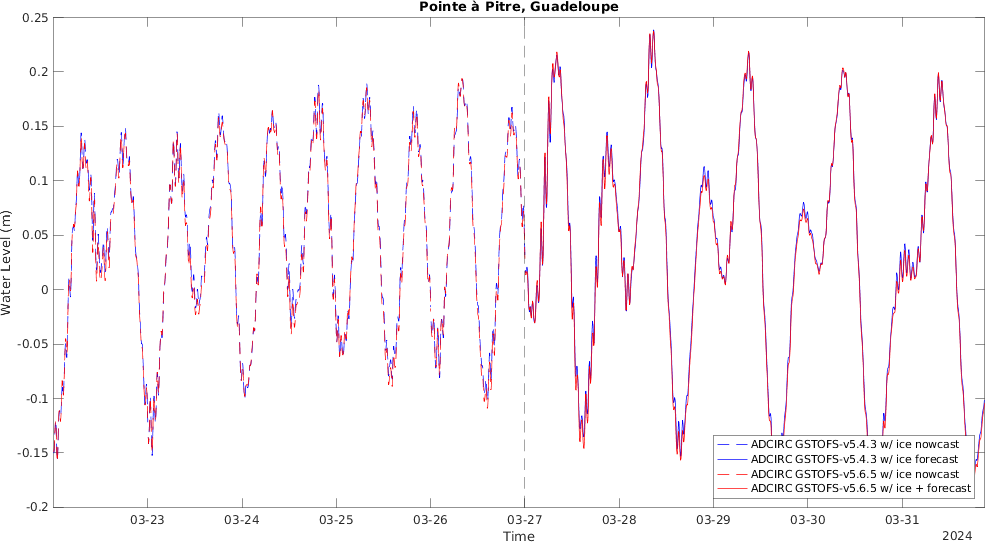 Pointe à Pitre, Guadeloupe
Water Level (m)
0.25
0.2
0.15
0.1
0.05
0
-0.05
-0.1
-0.15
-0.2
ADCIRC GSTOFS-v5.4.3 w/ ice nowcast
ADCIRC GSTOFS-v5.4.3 w/ ice forecast
ADCIRC GSTOFS-v5.6.5 w/ ice nowcast
ADCIRC GSTOFS-v5.6.5 w/ ice + forecast
03-23 03-24 03-25 03-26 03-27 03-28 03-29 03-30 03-31
Time
2024